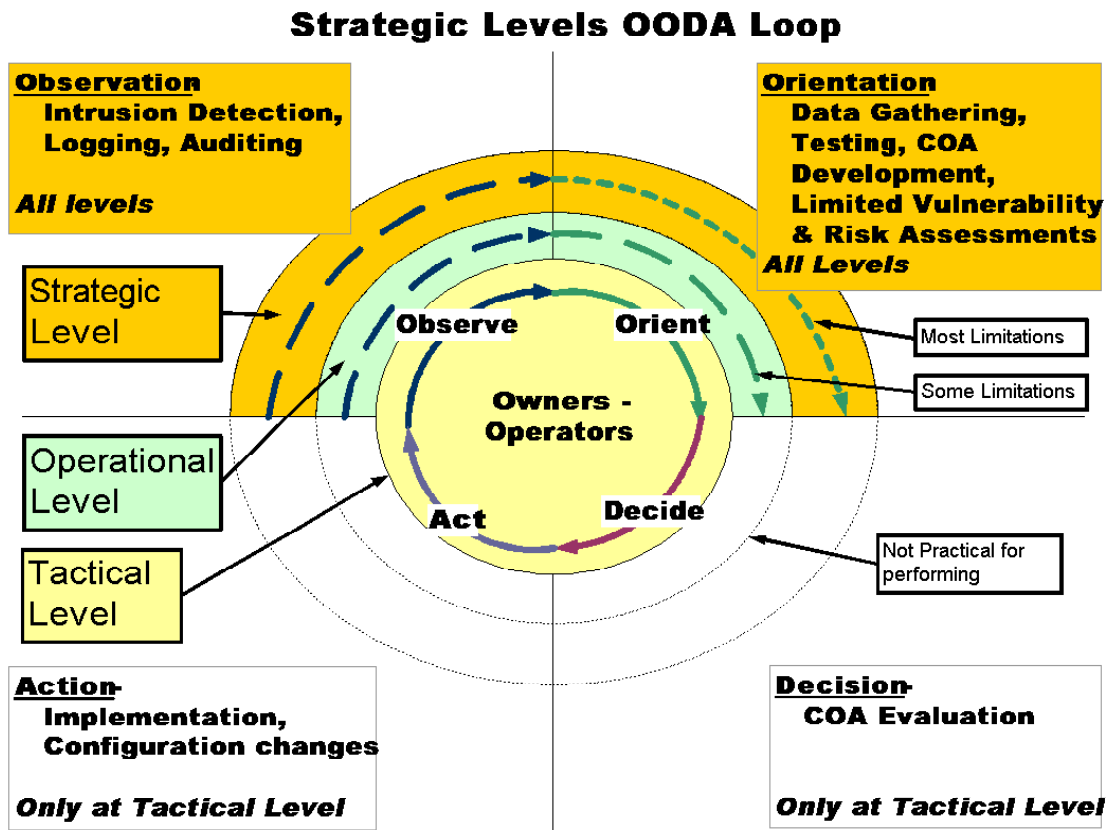 Strategic Levels OODA Loop
Observation-
Intrusion Detection,
Logging, Auditing
All levels
Orientation-
Data Gathering,
Testing, COA
Development,
Limited Vulnerability
& Risk Assessments
All Levels
Strategic
Level
Observe
Orient
Most Limitations
Some Limitations
Owners -
Operators
Operational
Level
Act
Decide
Not Practical for
performing
Tactical
Level
Action-
Implementation,
Configuration changes
Only at Tactical Level
Decision-
COA Evaluation
Only at Tactical Level